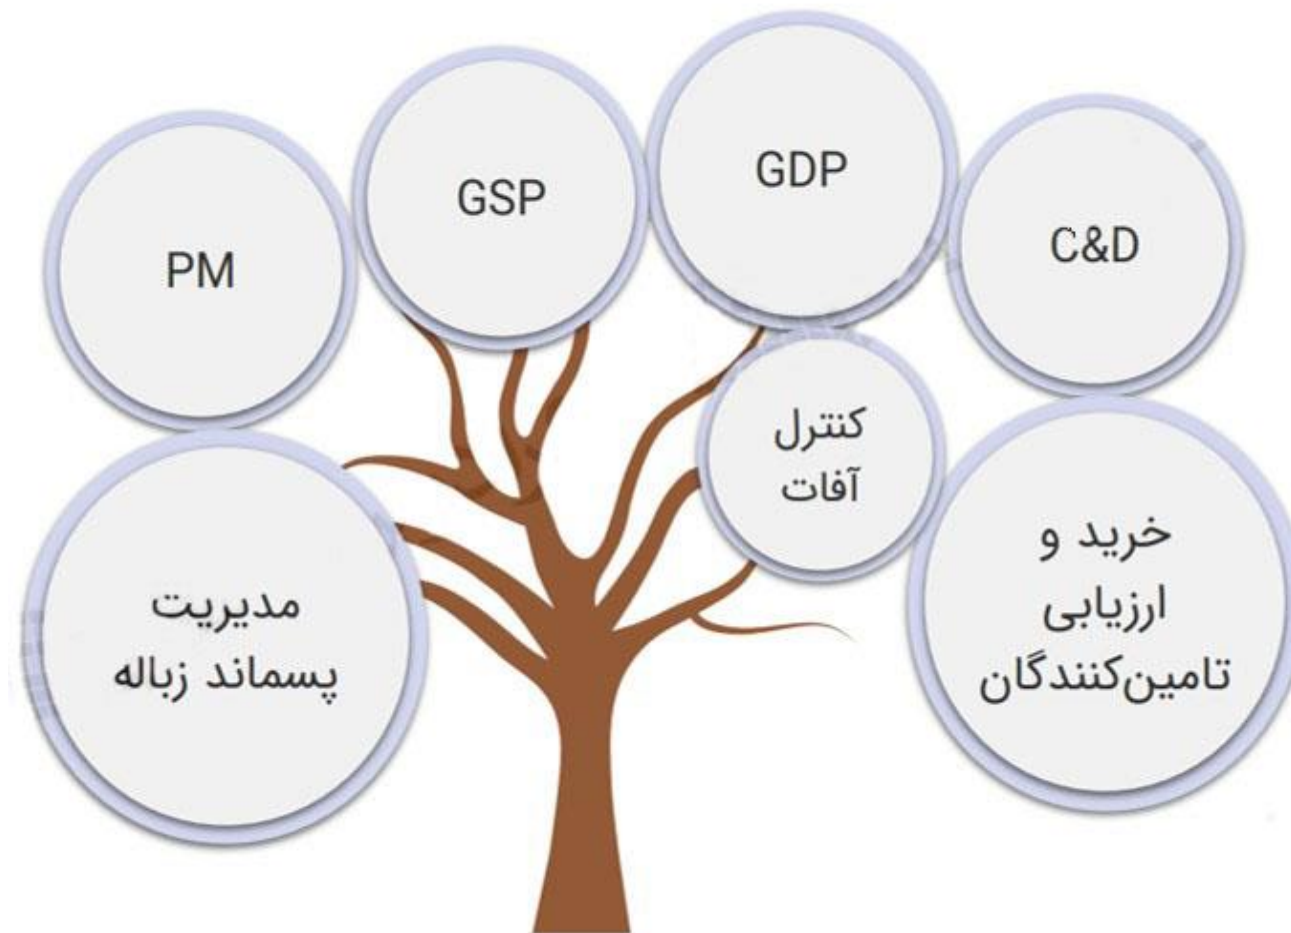 PM
GSP
GDP
C&D
کنترل
آفات
خرید و
ارزیابی
تامین‌کنندگان
مدیریت
پسماند زباله